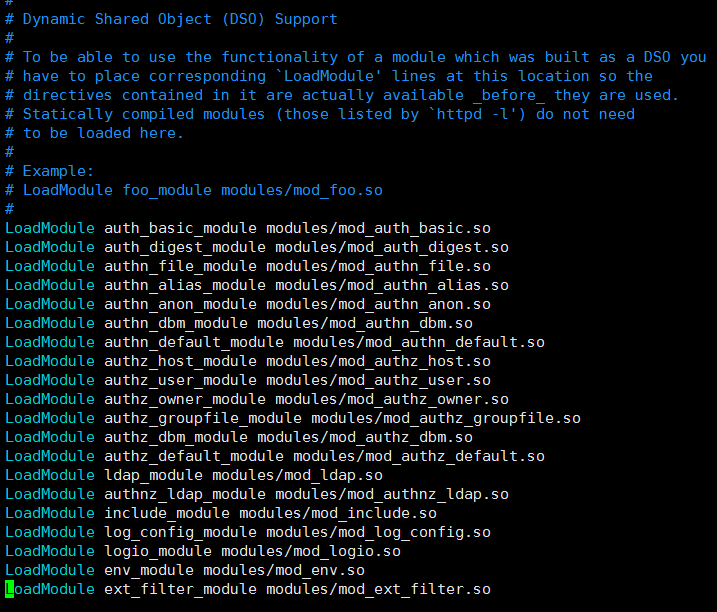 #
# Dynamic Shared Object (DSO) Support
#
# To be able to use the functionality of a module which was built as a DSO you
# have to place corresponding `LoadModule' lines at this location so the
# directives contained in it are actually available _before_ they are used.
# Statically compiled modules (those listed by `httpd -l') do not need
# to be loaded here.
#
# Example:
# LoadModule foo_module modules/mod_foo.so
#
LoadModule auth_basic_module modules/mod_auth_basic.so
LoadModule auth_digest_module modules/mod_auth_digest.so
LoadModule authn_file_module modules/mod_authn_file.so
LoadModule authn_alias_module modules/mod_authn_alias.so
LoadModule authn_anon_module modules/mod_authn_anon.so
LoadModule authn_dbm_module modules/mod_authn_dbm.so
LoadModule authn_default_module modules/mod_authn_default.so
LoadModule authz_host_module modules/mod_authz_host.so
LoadModule authz_user_module modules/mod_authz_user.so
LoadModule authz_owner_module modules/mod_authz_owner.so
LoadModule authz_groupfile_module modules/mod_authz_groupfile.so
LoadModule authz_dbm_module modules/mod_authz_dbm.so
LoadModule authz_default_module modules/mod_authz_default.so
LoadModule ldap_module modules/mod_ldap.so
LoadModule authnz_ldap_module modules/mod_authnz_ldap.so
LoadModule include_module modules/mod_include.so
LoadModule log_config_module modules/mod_log_config.so
LoadModule logio_module modules/mod_logio.so
LoadModule env_module modules/mod_env.so
LoadModule ext_filter_module modules/mod_ext_filter.so